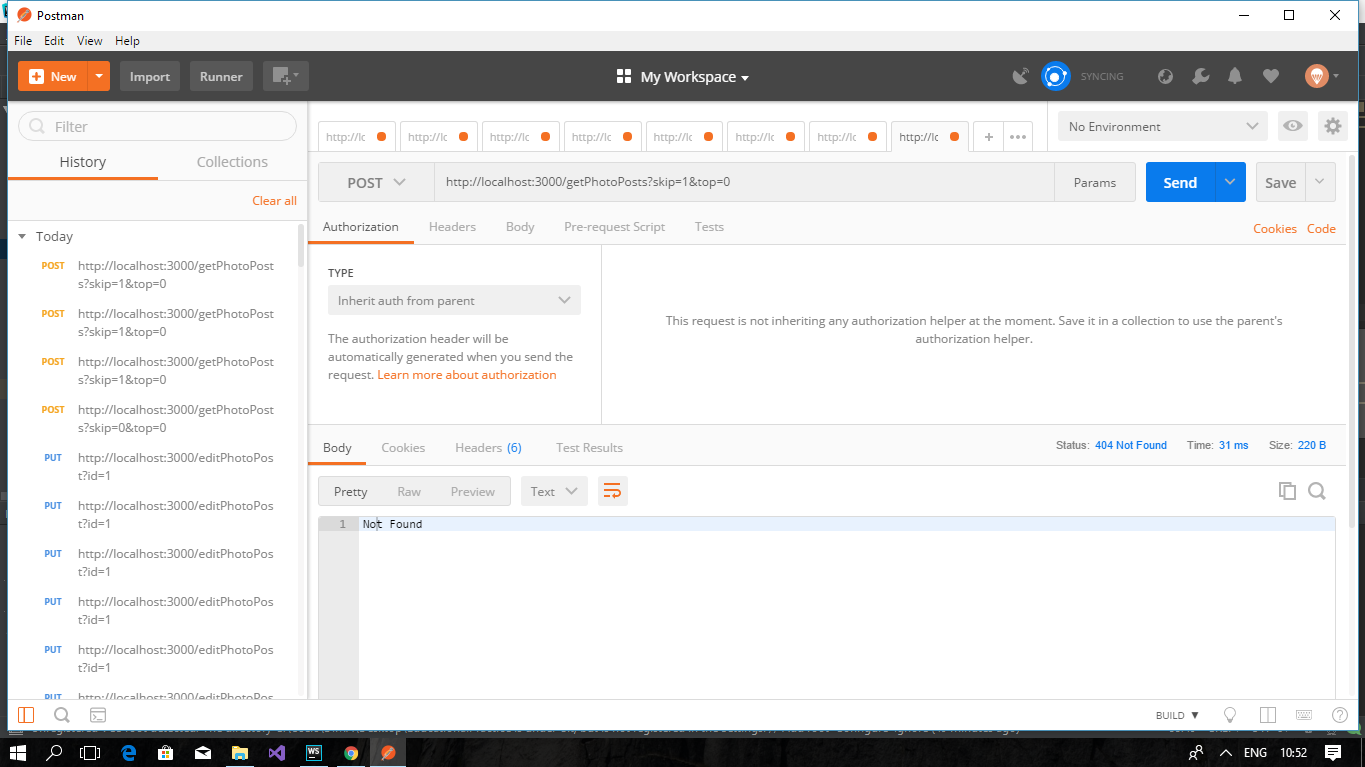 Postman
File Edit View Help
New Import Runner My Workspace SYNCING
Filter
History Collections
Clear all
Today
POST http://localhost:3000/getPhotoPost
s?skip=1&top=0
POST http://localhost:3000/getPhotoPost
s?skip=1&top=0
POST http://localhost:3000/getPhotoPost
s?skip=1&top=0
POST http://localhost:3000/getPhotoPost
s?skip=0&top=0
PUT http://localhost:3000/editPhotoPos
t?id=1
PUT http://localhost:3000/editPhotoPos
t?id=1
PUT http://localhost:3000/editPhotoPos
t?id=1
PUT http://localhost:3000/editPhotoPos
t?id=1
PUT http://localhost:3000/editPhotoPos
t?id=1
PUT http://localhost:3000/editPhotoPos
http://lc http://lc http://lc http://lc http://lc http://lc http://lc http://lc + •••
No Environment
POST http://localhost:3000/getPhotoPosts?skip=1&top=0 Params Send Save
Authorization Headers Body Pre-request Script Tests Cookies Code
TYPE
Inherit auth from parent
The authorization header will be
automatically generated when you send the
request. Learn more about authorization
This request is not inheriting any authorization helper at the moment. Save it in a collection to use the parent's
authorization helper.
Body Cookies Headers (6) Test Results Status: 404 Not Found Time: 31 ms Size: 220 B
Pretty Raw Preview Text
1 Not Found
BUILD
WS ENG 10:52